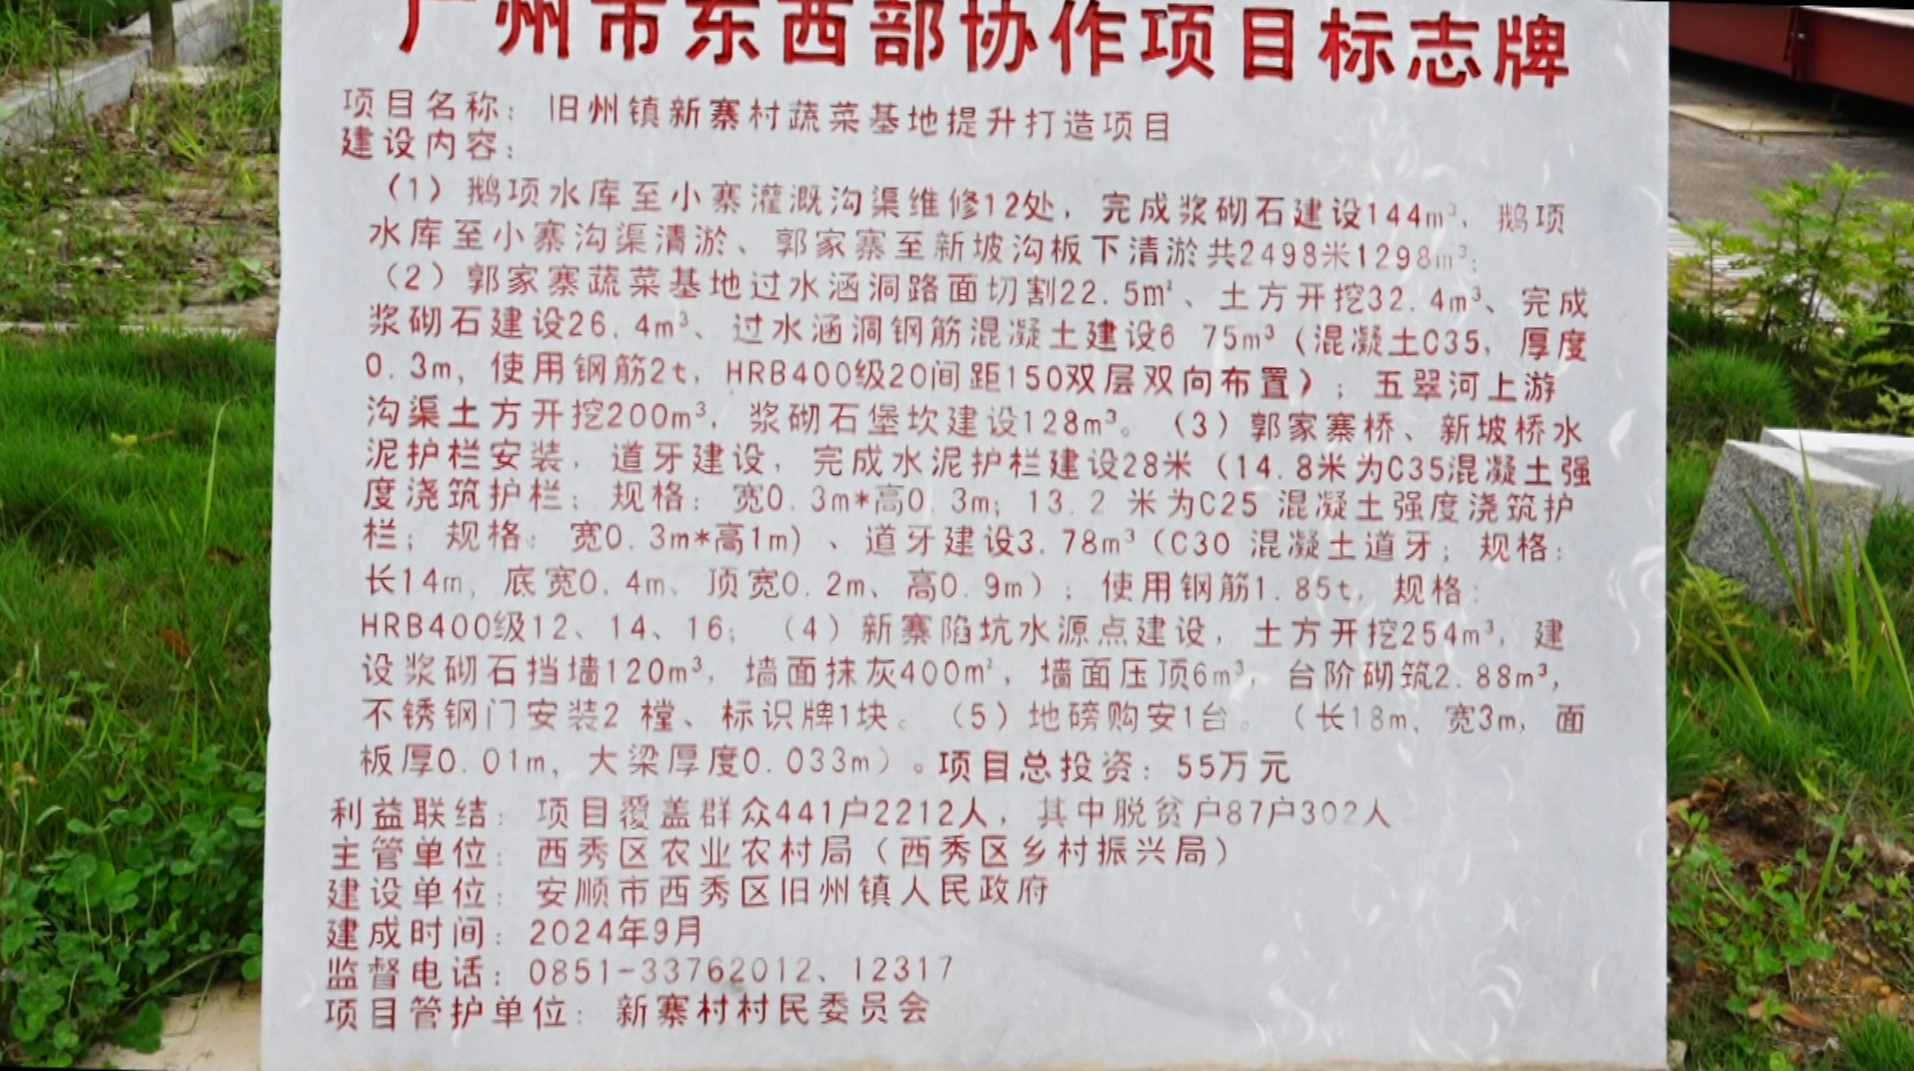 广州市东西部协作项目标志牌
项目名称：旧州镇新寨村蔬菜基地提升打造项目
建设内容：
（1）鹅项水库至小寨灌溉沟渠维修12处，完成浆砌石建设144m³，鹅项
水库至小寨沟渠清淤、郭家寨至新坡沟板下清淤共2498米1298m³；
（2）郭家寨蔬菜基地过水涵洞路面切割22.5m²、土方开挖32.4m³、完成
浆砌石建设26.4m³、过水涵洞钢筋混凝土建设6 75m³（混凝土C35，厚度
0.3m，使用钢筋2t，HRB400级20间距150双层双向布置）；五翠河上游
沟渠土方开挖200m³，浆砌石堡坎建设128m³。（3）郭家寨桥、新坡桥水
泥护栏安装，道牙建设，完成水泥护栏建设28米（14.8米为C35混凝土强
度浇筑护栏；规格：宽0.3m*高0.3m；13.2 米为C25 混凝土强度浇筑护
栏；规格：宽0.3m*高1m）、道牙建设3.78m³（C30 混凝土道牙；规格：
长14m，底宽0.4m、顶宽0.2m、高0.9m）；使用钢筋1.85t，规格：
HRB400级12、14、16；（4）新寨陷坑水源点建设，土方开挖254m³，建
设浆砌石挡墙120m³，墙面抹灰400m²，墙面压顶6m³，台阶砌筑2.88m³，
不锈钢门安装2 樘、标识牌1块。（5）地磅购安1台。（长18m，宽3m，面
板厚0.01m，大梁厚度0.033m）。项目总投资：55万元
利益联结：项目覆盖群众441户2212人，其中脱贫户87户302人
主管单位：西秀区农业农村局（西秀区乡村振兴局）
建设单位：安顺市西秀区旧州镇人民政府
建成时间：2024年9月
监督电话：0851-33762012、12317
项目管护单位：新寨村村民委员会